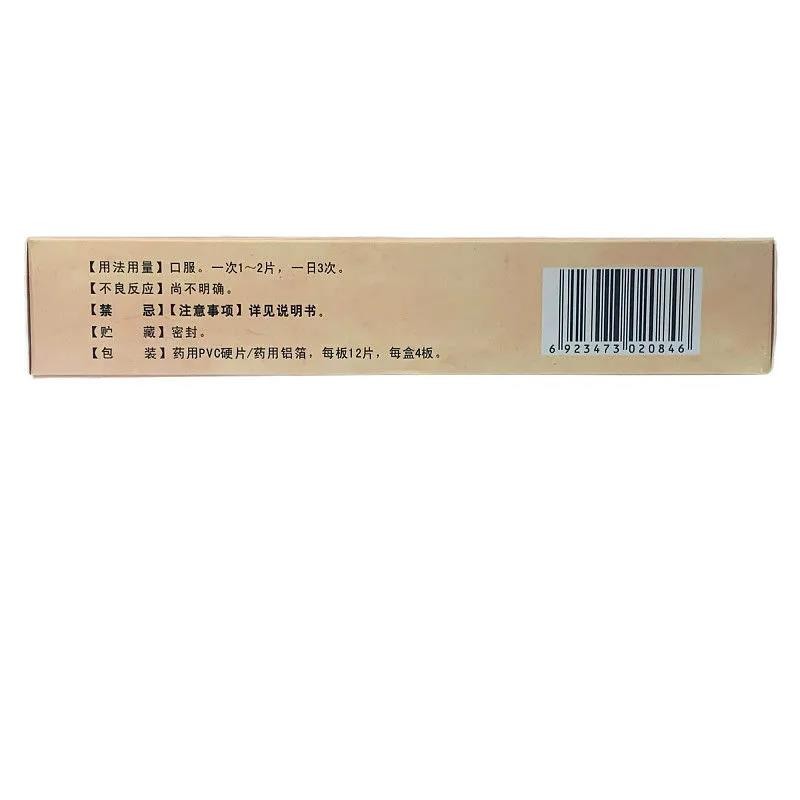 【用法用量】口服。一次1～2片，一日3次。
【不良反应】尚不明确。
【禁　　忌】【注意事项】详见说明书。
【贮　　藏】密封。
【包　　装】药用PVC硬片/药用铝箔，每板12片，每盒4板。
6 923473 020846